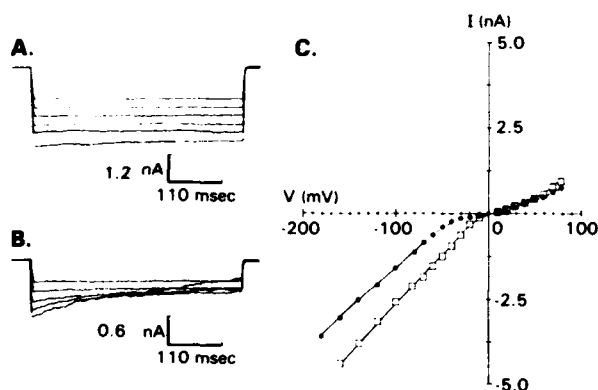 A.
1.2 nA
110 msec
B.
0.6 nA
110 msec
C.
I (nA)
5.0
2.5
V (mV)
-200
-100
0
100
-2.5
-5.0